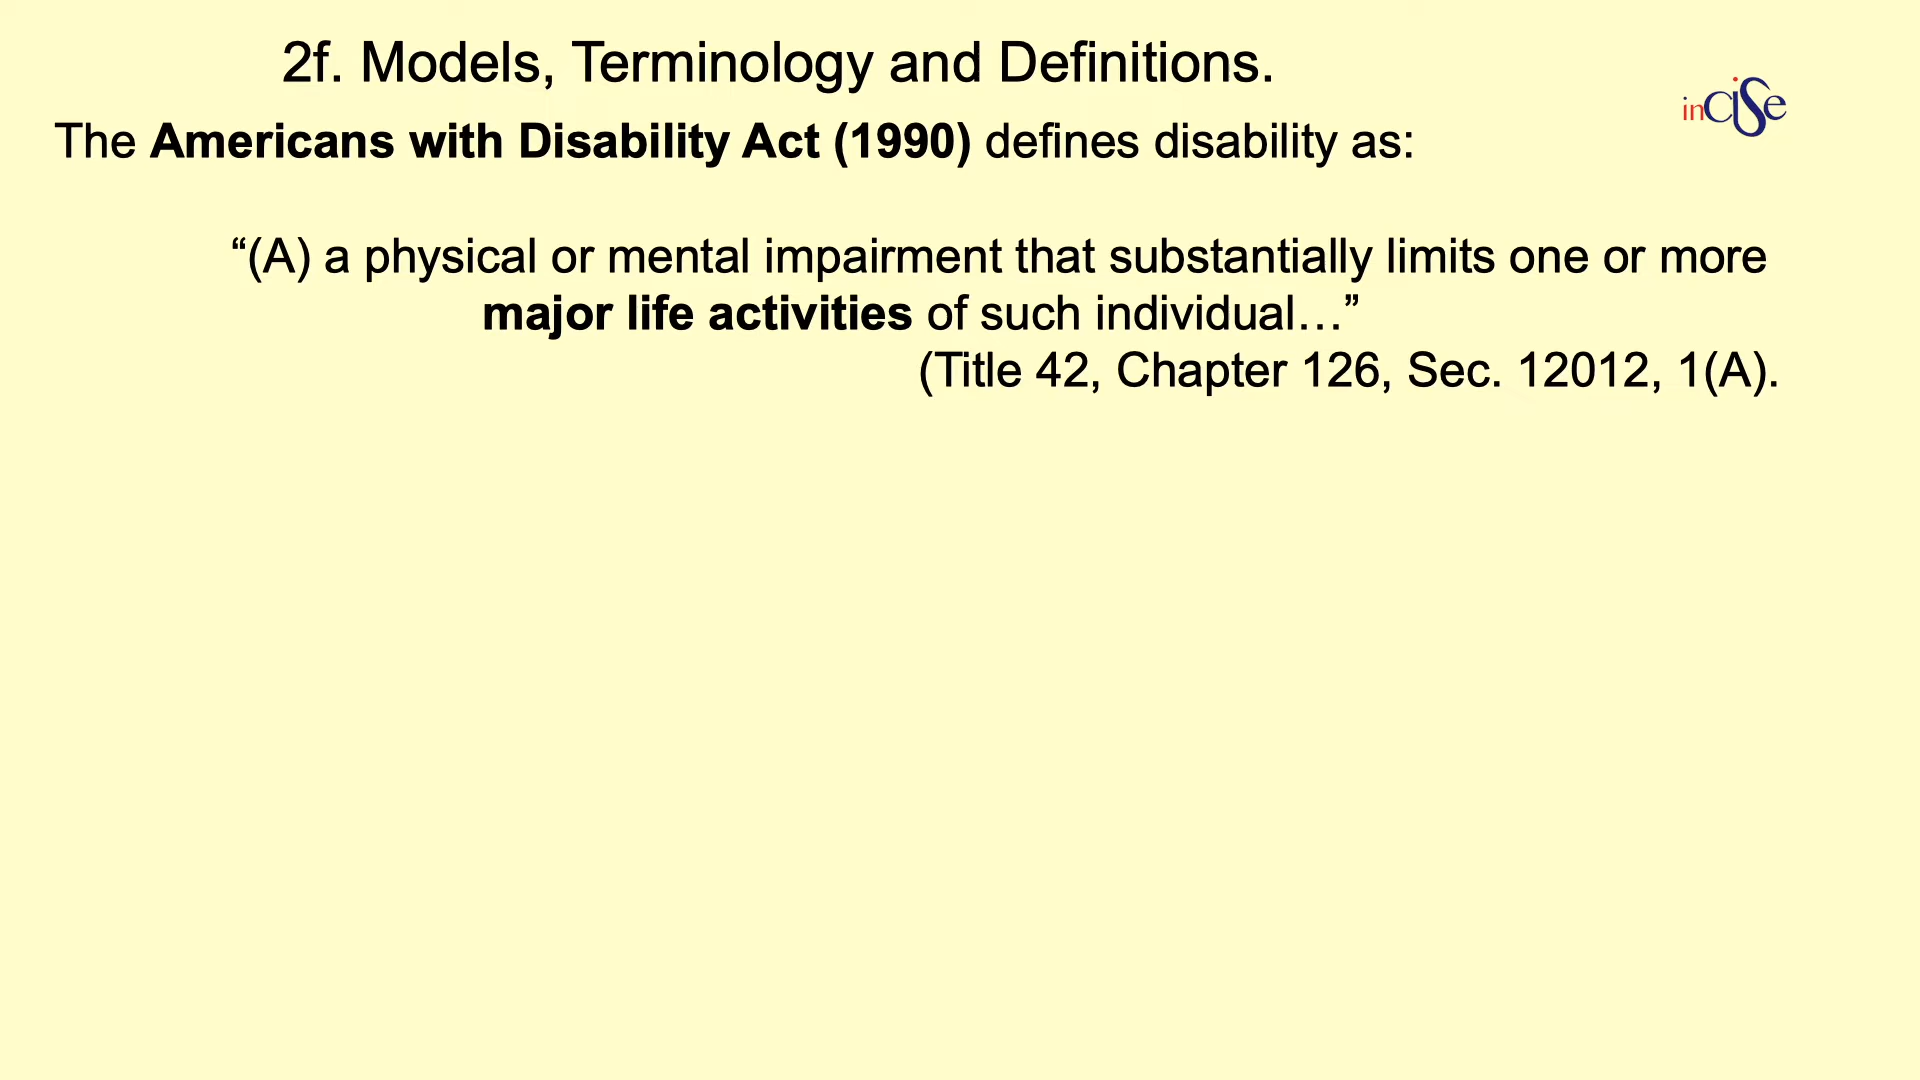 2f. Models, Terminology and Definitions.
inCiSe
The Americans with Disability Act (1990) defines disability as:
“(A) a physical or mental impairment that substantially limits one or more
major life activities of such individual…”
(Title 42, Chapter 126, Sec. 12012, 1(A).